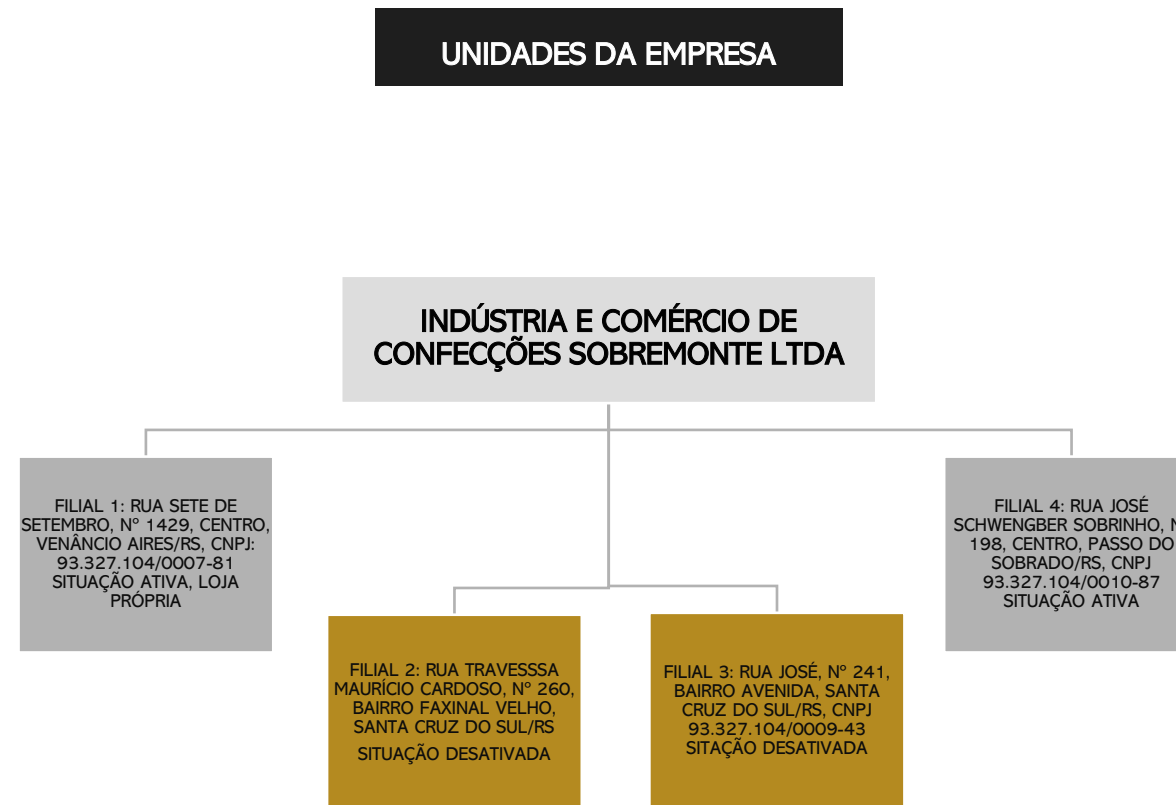 UNIDADES DA EMPRESA
INDÚSTRIA E COMÉRCIO DE
CONFECÇÕES SOBREMONTE LTDA
FILIAL 1: RUA SETE DE
SETEMBRO, Nº 1429, CENTRO,
VENÂNCIO AIRES/RS, CNPJ:
93.327.104/0007-81
SITUAÇÃO ATIVA, LOJA
PRÓPRIA
FILIAL 2: RUA TRAVESSSA
MAURÍCIO CARDOSO, Nº 260,
BAIRRO FAXINAL VELHO,
SANTA CRUZ DO SUL/RS
SITUAÇÃO DESATIVADA
FILIAL 3: RUA JOSÉ, Nº 241,
BAIRRO AVENIDA, SANTA
CRUZ DO SUL/RS, CNPJ
93.327.104/0009-43
SITAÇÃO DESATIVADA
FILIAL 4: RUA JOSÉ
SCHWENGBER SOBRINHO,
198, CENTRO, PASSO DO
SOBRADO/RS, CNPJ
93.327.104/0010-87
SITUAÇÃO ATIVA